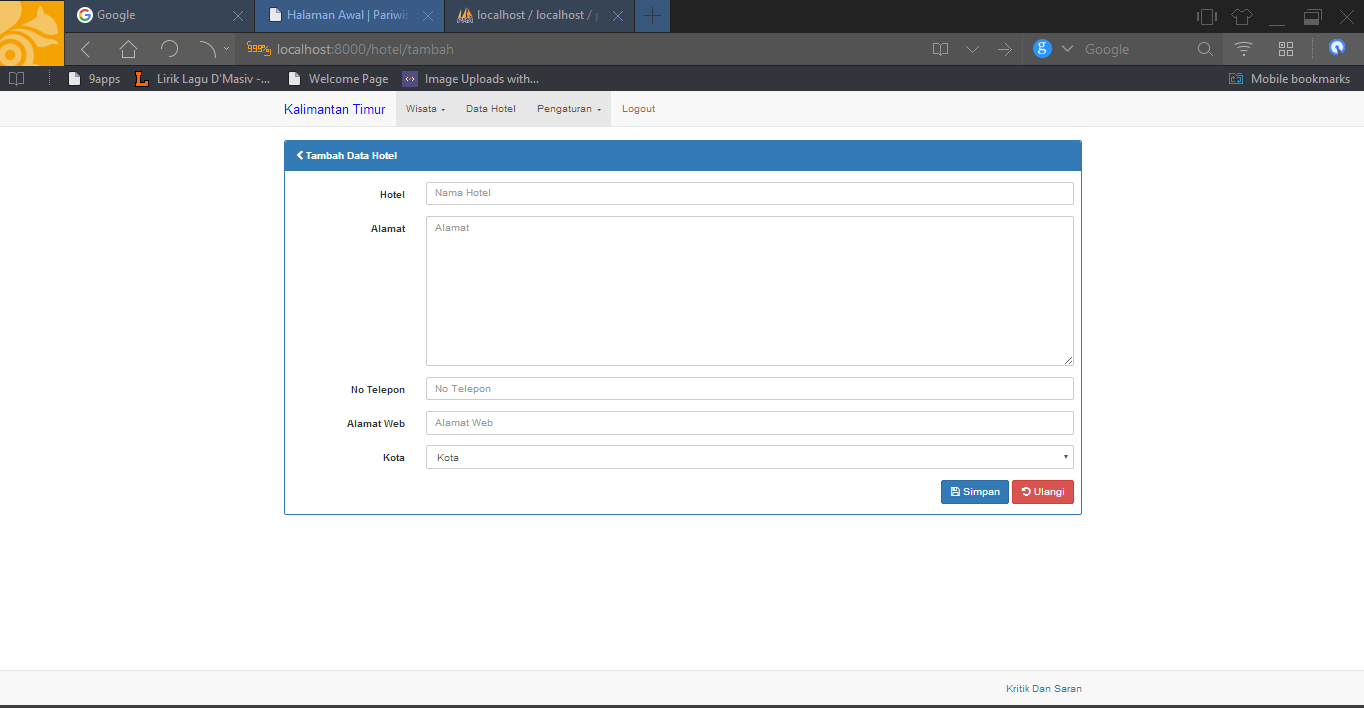 Google
Halaman Awal | Pariwis
localhost / localhost / p
999%
localhost:8000/hotel/tambah
g
Google
9apps
L
Lirik Lagu D'Masiv -...
Welcome Page
Image Uploads with...
Mobile bookmarks
Kalimantan Timur
Wisata
Data Hotel
Pengaturan
Logout
Tambah Data Hotel
Hotel
Nama Hotel
Alamat
Alamat
No Telepon
No Telepon
Alamat Web
Alamat Web
Kota
Kota
Simpan
Ulangi
Kritik Dan Saran